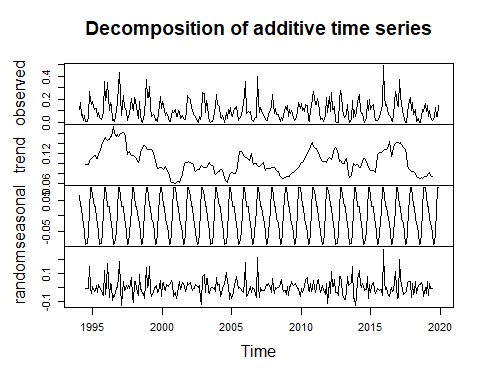 Decomposition of additive time series
observed
0.0 0.2 0.4
trend
0.06 0.12
seasonal
-0.05 0.05
random
-0.1 0.1
1995 2000 2005 2010 2015 2020
Time